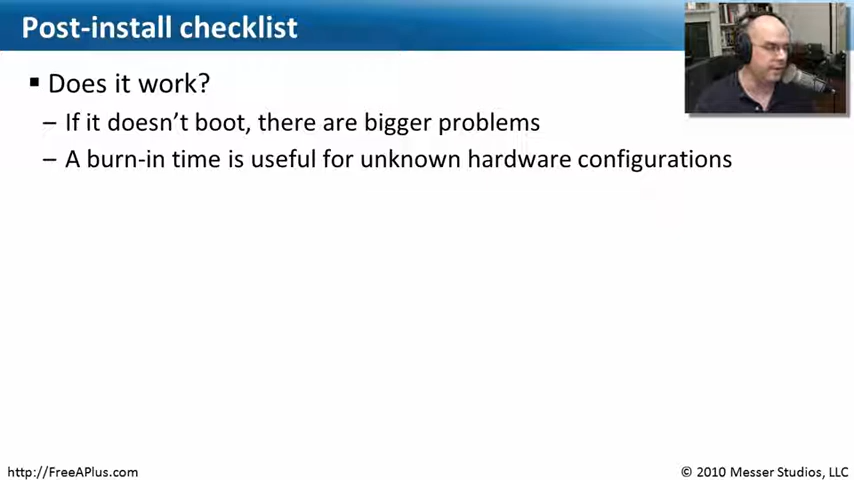 Post-install checklist
▪ Does it work?
– If it doesn't boot, there are bigger problems
– A burn-in time is useful for unknown hardware configurations
http://FreeAPlus.com
© 2010 Messer Studios, LLC